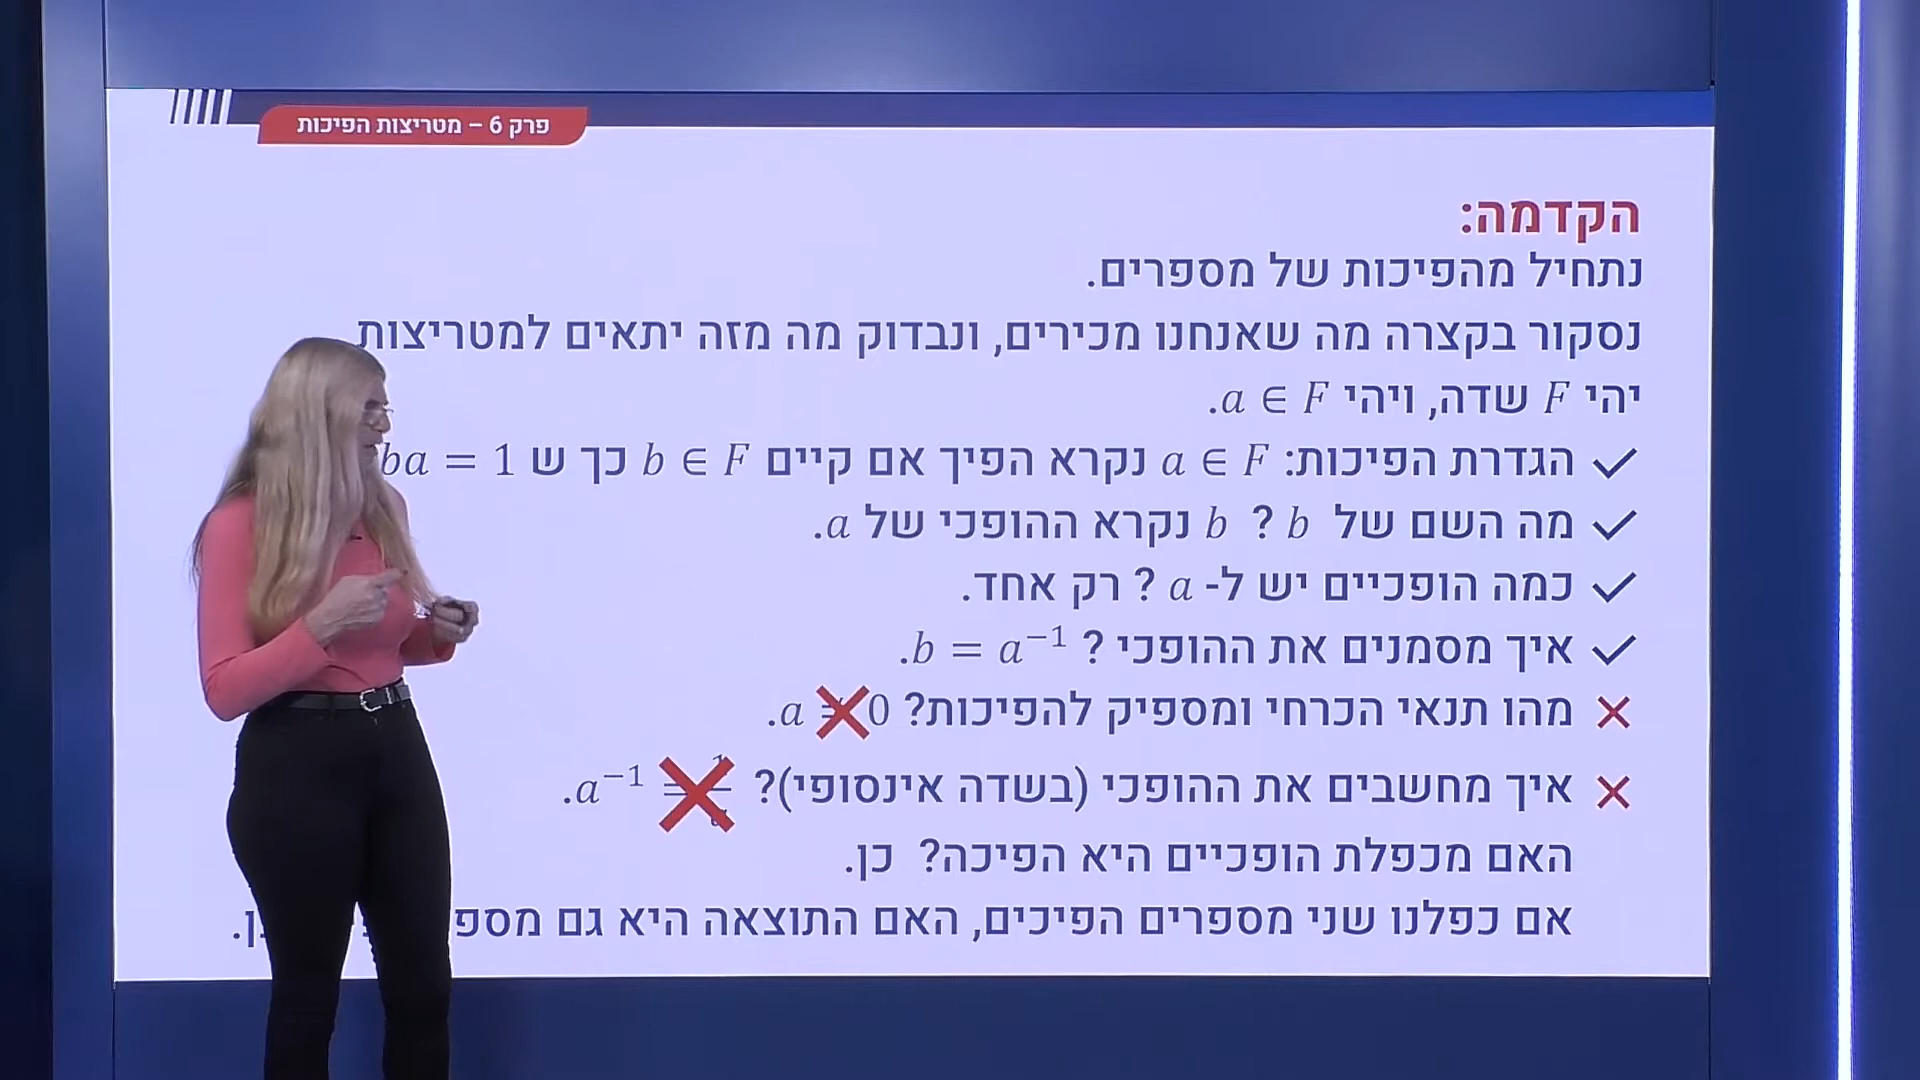 פרק 6 – מטריצות הפיכות
הקדמה:
נתחיל מהפיכות של מספרים.
נסקור בקצרה מה שאנחנו מכירים, ונבדוק מה מזה יתאים למטריצות
יהי F שדה, ויהי a ∈ F.
✓ הגדרת הפיכות: a ∈ F נקרא הפיך אם קיים b ∈ F כך ש ba = 1
✓ מה השם של b ? b נקרא ההופכי של a.
✓ כמה הופכיים יש ל- a ? רק אחד.
✓ איך מסמנים את ההופכי ? b = a⁻¹.
✗ מהו תנאי הכרחי ומספיק להפיכות? a ≠ 0.
✗ איך מחשבים את ההופכי (בשדה אינסופי)? a⁻¹ =
האם מכפלת הופכיים היא הפיכה? כן.
אם כפלנו שני מספרים הפיכים, האם התוצאה היא גם